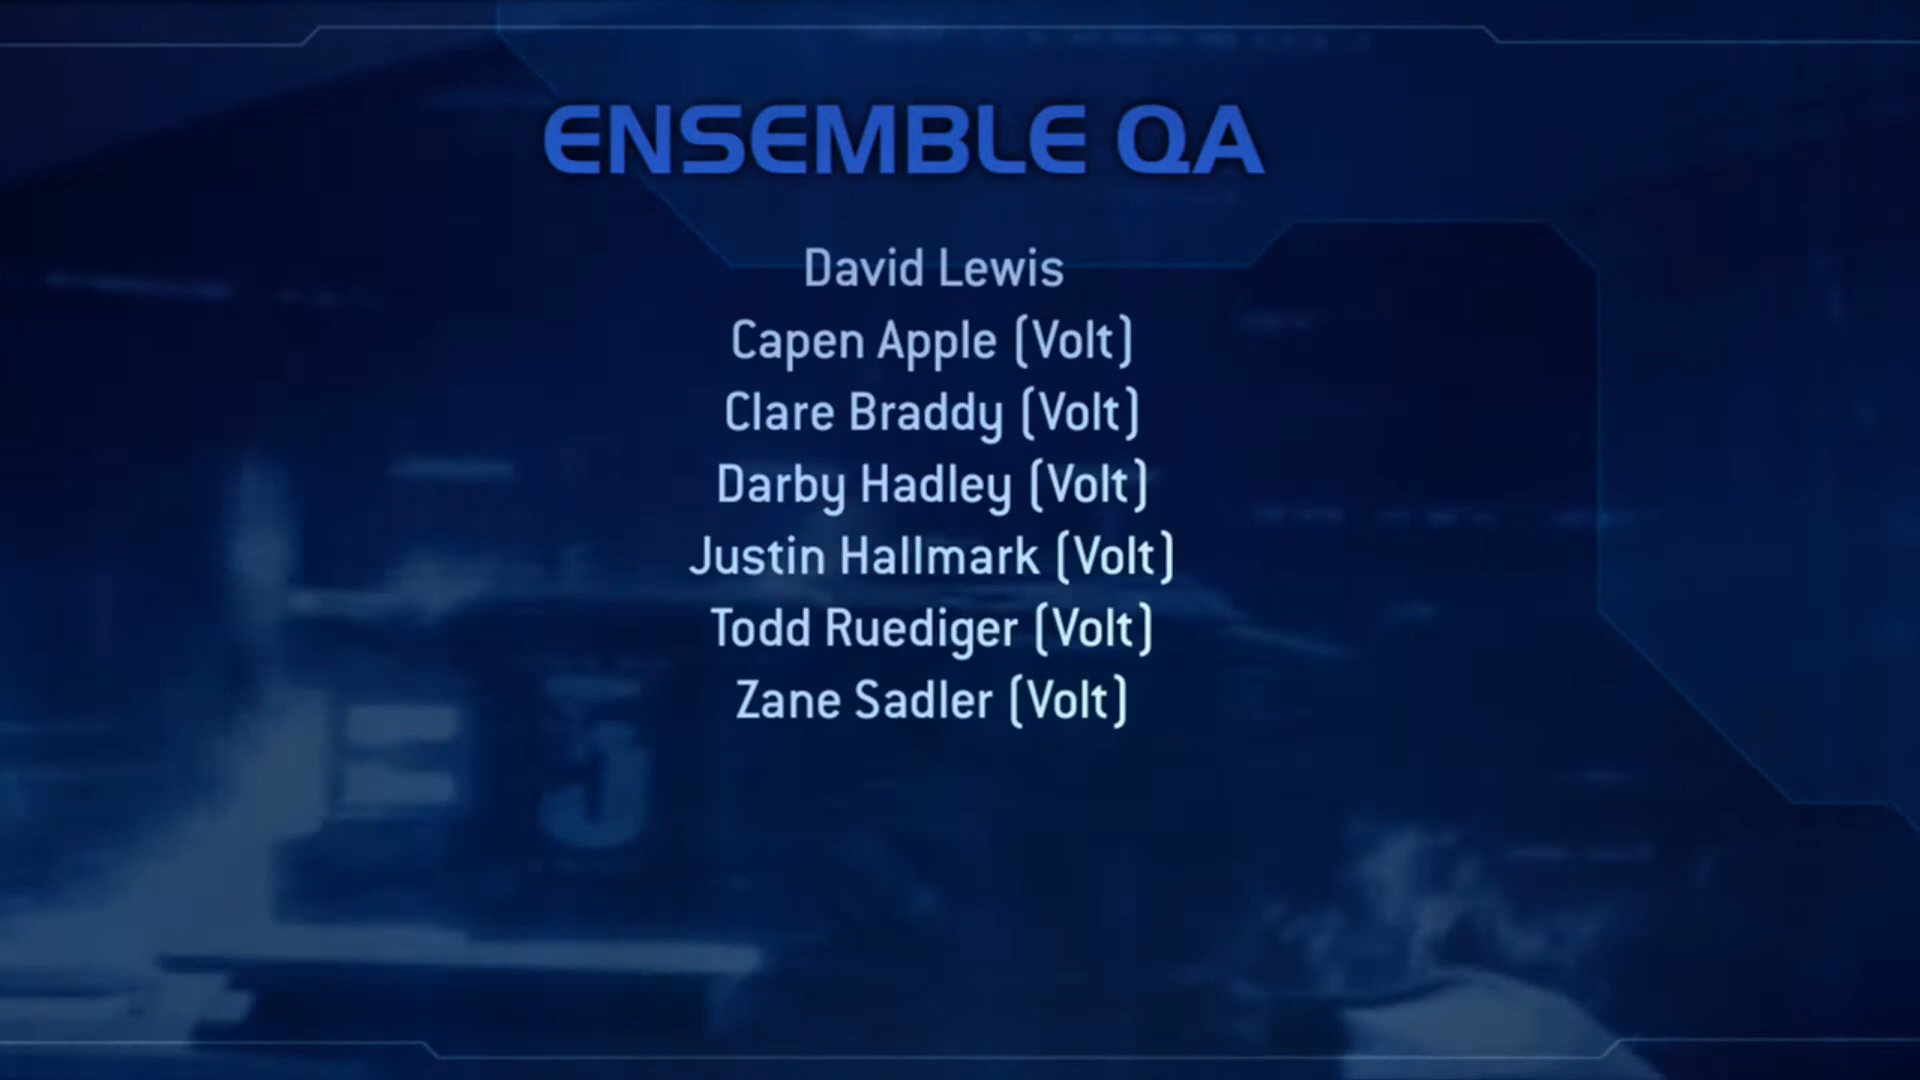 ENSEMBLE QA
David Lewis
Capen Apple (Volt)
Clare Braddy (Volt)
Darby Hadley (Volt)
Justin Hallmark (Volt)
Todd Ruediger (Volt)
Zane Sadler (Volt)
5